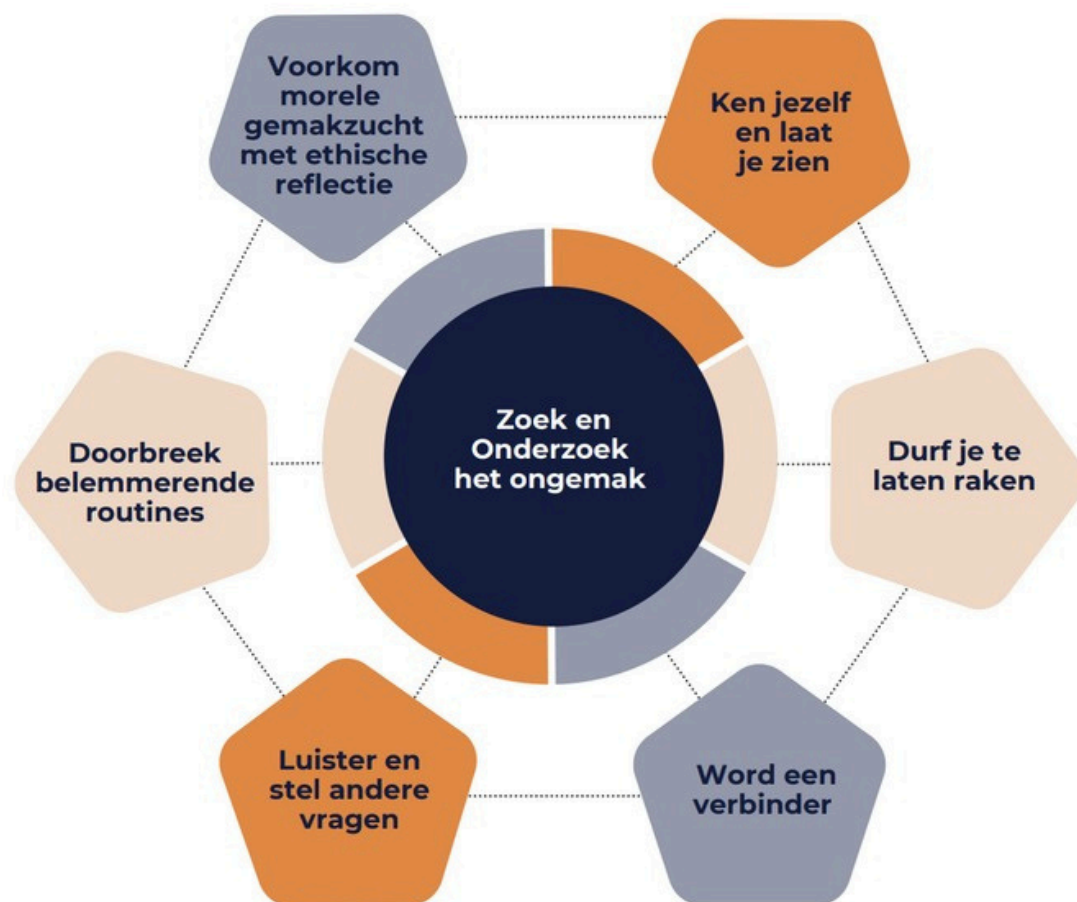 Voorkom
morele
gemakzucht
met ethische
reflectie
Ken jezelf
en laat
je zien
Doorbreek
belemmerende
routines
Zoek en
Onderzoek
het ongemak
Durf je te
laten raken
Luister en
stel andere
vragen
Word een
verbinder